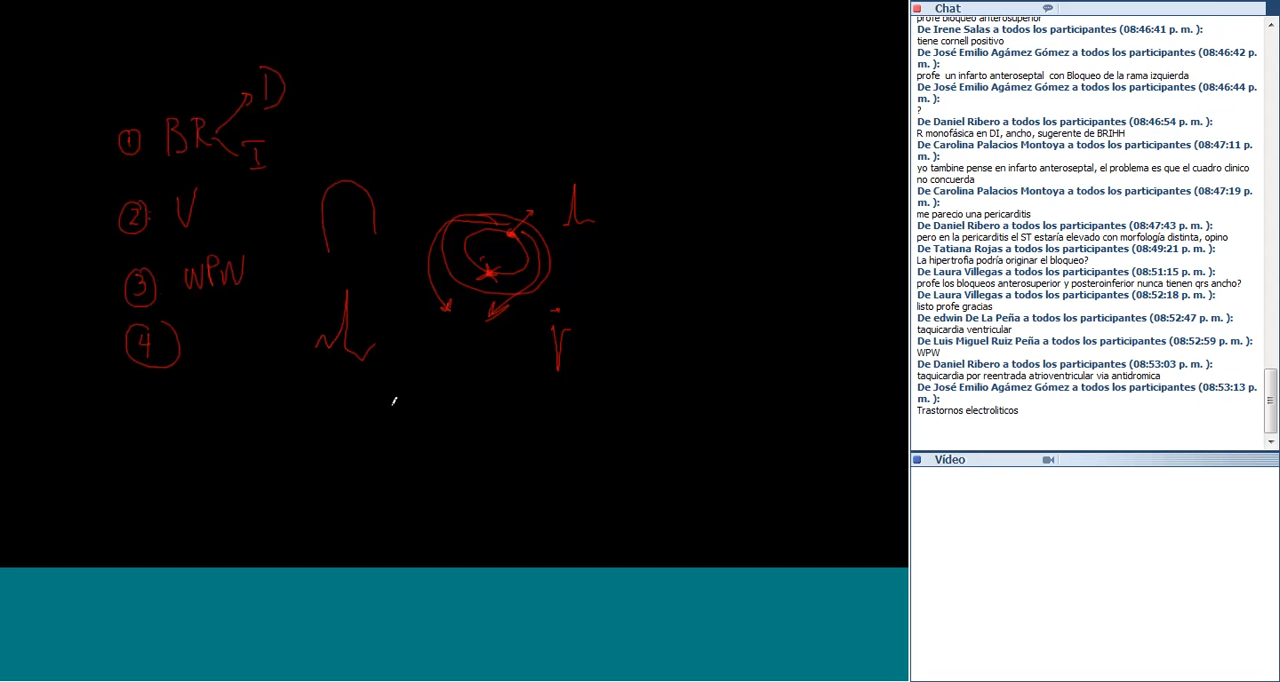 ① BR D
I
② V
③ WPW
④
Chat
profe bloqueo anterosuperior
De Irene Salas a todos los participantes (08:46:41 p. m. ):
tiene cornell positivo
De José Emilio Agámez Gómez a todos los participantes (08:46:42 p.
m. ):
profe un infarto anteroseptal con Bloqueo de la rama izquierda
De José Emilio Agámez Gómez a todos los participantes (08:46:44 p.
m. ):
?
De Daniel Ribero a todos los participantes (08:46:54 p. m. ):
R monofásica en DI, ancho, sugerente de BRIHH
De Carolina Palacios Montoya a todos los participantes (08:47:11 p.
m. ):
yo tambine pense en infarto anteroseptal, el problema es que el cuadro clinico
no concuerda
De Carolina Palacios Montoya a todos los participantes (08:47:19 p.
m. ):
me parecio una pericarditis
De Daniel Ribero a todos los participantes (08:47:43 p. m. ):
pero en la pericarditis el ST estaría elevado con morfología distinta, opino
De Tatiana Rojas a todos los participantes (08:49:21 p. m. ):
La hipertrofia podría originar el bloqueo?
De Laura Villegas a todos los participantes (08:51:15 p. m. ):
profe los bloqueos anterosuperior y posteroinferior nunca tienen qrs ancho?
De Laura Villegas a todos los participantes (08:52:18 p. m. ):
listo profe gracias
De edwin De La Peña a todos los participantes (08:52:47 p. m. ):
taquicardia ventricular
De Luis Miguel Ruiz Peña a todos los participantes (08:52:59 p. m. ):
WPW
De Daniel Ribero a todos los participantes (08:53:03 p. m. ):
taquicardia por reentrada atrioventricular via antidromica
De José Emilio Agámez Gómez a todos los participantes (08:53:13 p.
m. ):
Trastornos electroliticos
Vídeo